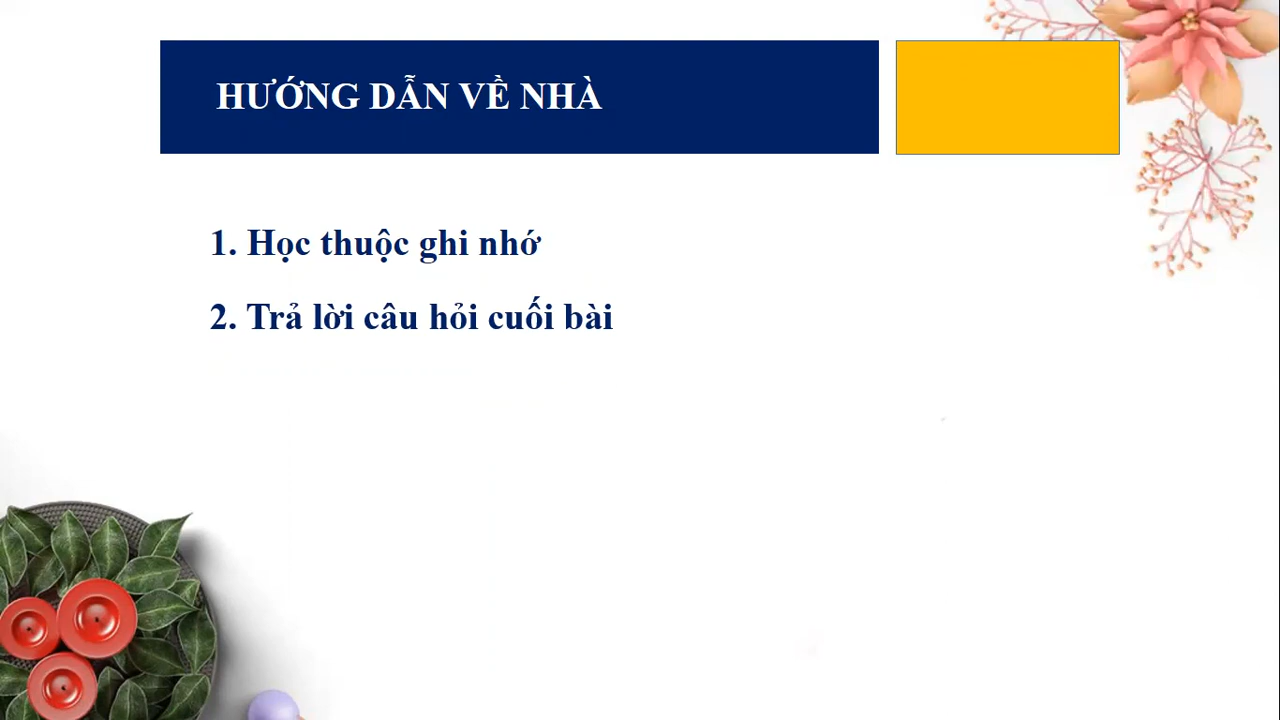 HƯỚNG DẪN VỀ NHÀ
1. Học thuộc ghi nhớ
2. Trả lời câu hỏi cuối bài